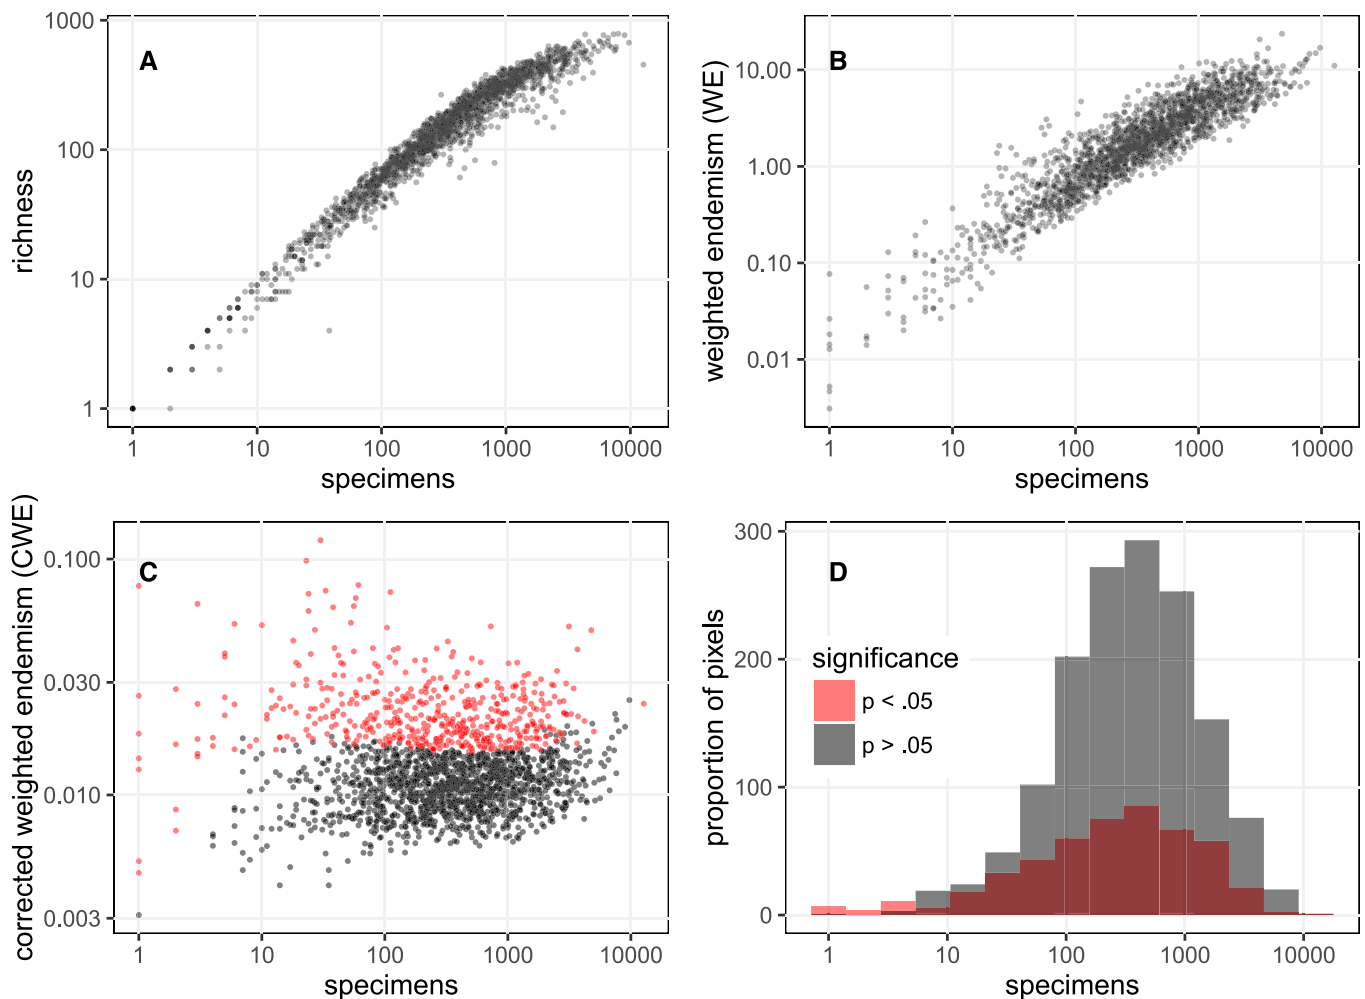 A
richness
1000
100
10
1
1
10
100
1000
10000
specimens
B
weighted endemism (WE)
10.00
1.00
0.10
0.01
1
10
100
1000
10000
specimens
C
corrected weighted endemism (CWE)
0.100
0.030
0.010
0.003
1
10
100
1000
10000
specimens
D
proportion of pixels
300
200
100
0
significance
p < .05
p > .05
1
10
100
1000
10000
specimens